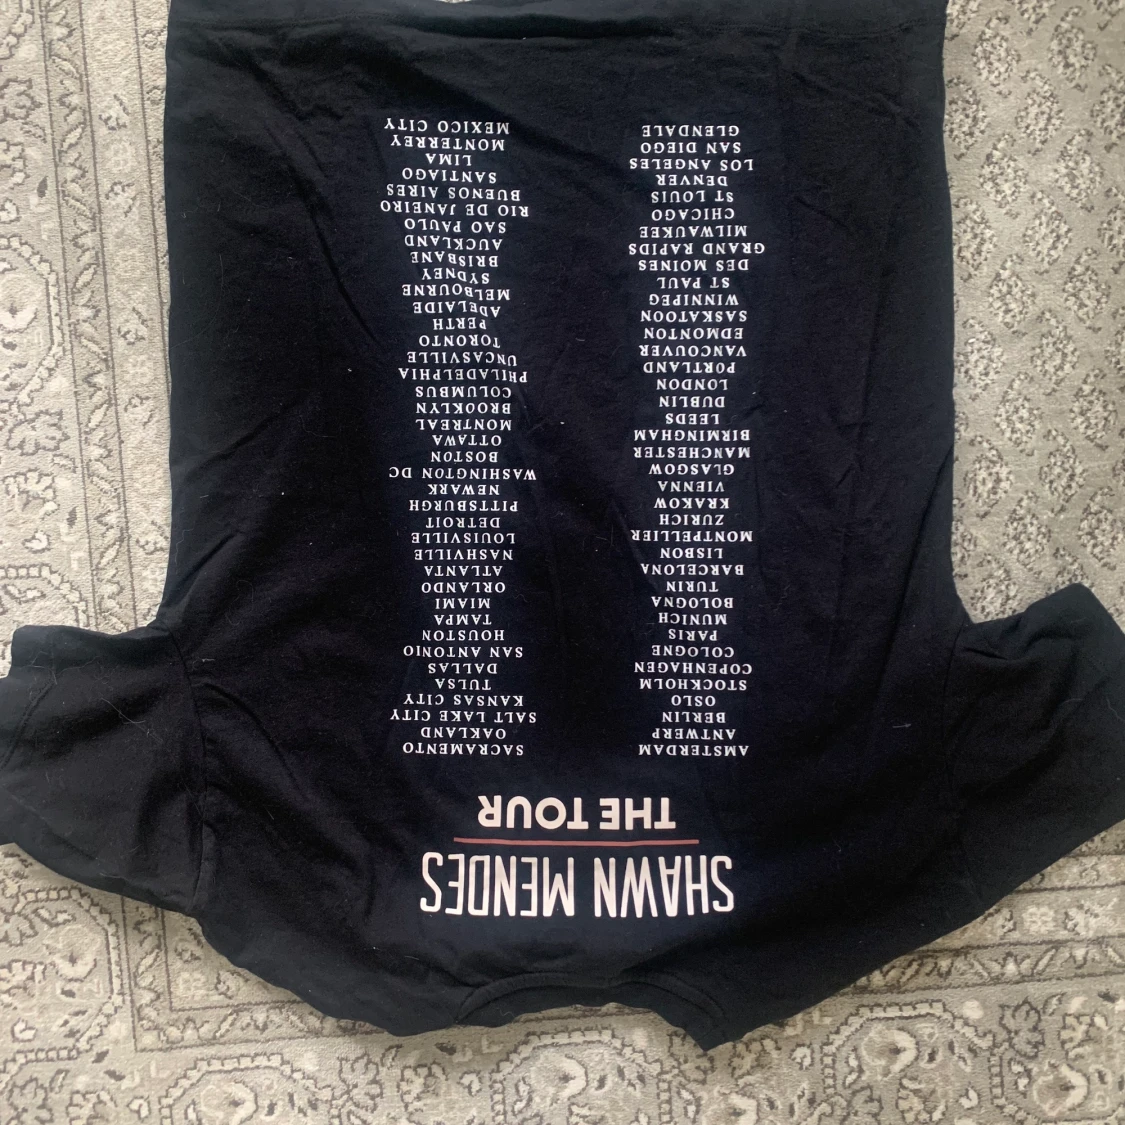 SHAWN MENDES
THE TOUR
AMSTERDAM
ANTWERP
BERLIN
OSLO
STOCKHOLM
COPENHAGEN
COLOGNE
PARIS
MUNICH
BOLOGNA
TURIN
BARCELONA
LISBON
MONTPELLIER
ZURICH
KRAKOW
VIENNA
GLASGOW
MANCHESTER
BIRMINGHAM
LEEDS
DUBLIN
LONDON
PORTLAND
VANCOUVER
EDMONTON
SASKATOON
WINNIPEG
ST PAUL
DES MOINES
GRAND RAPIDS
MILWAUKEE
CHICAGO
ST LOUIS
DENVER
LOS ANGELES
SAN DIEGO
GLENDALE
SACRAMENTO
OAKLAND
SALT LAKE CITY
KANSAS CITY
TULSA
DALLAS
SAN ANTONIO
HOUSTON
TAMPA
MIAMI
ORLANDO
ATLANTA
NASHVILLE
LOUISVILLE
DETROIT
PITTSBURGH
NEWARK
WASHINGTON DC
BOSTON
OTTAWA
MONTREAL
BROOKLYN
COLUMBUS
PHILADELPHIA
UNCASVILLE
TORONTO
PERTH
ADELAIDE
MELBOURNE
SYDNEY
BRISBANE
AUCKLAND
SAO PAULO
RIO DE JANEIRO
BUENOS AIRES
SANTIAGO
LIMA
MONTERREY
MEXICO CITY